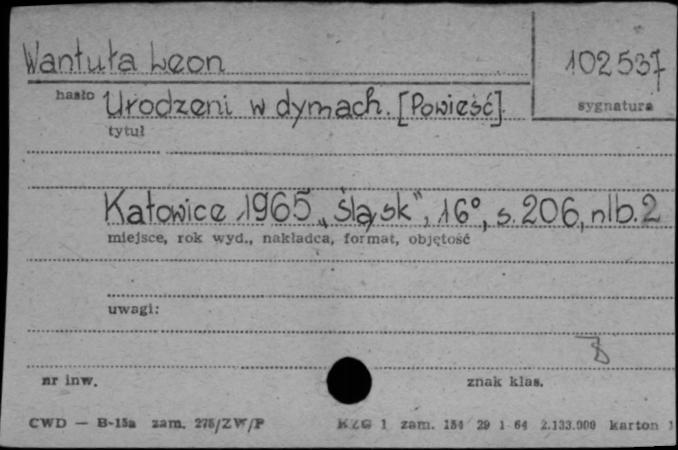 Wantuła Leon
102537
hasło
sygnatura
Urodzeni w dymach. [Powieść].
tytuł
Katowice 1965 „Śląsk", 16°, s. 206, nlb. 2
miejsce, rok wyd., nakładca, format, objętość
uwagi:
nr inw.
znak klas.
CWD — B-15a zam. 275/ZW/P
KZG 1 zam. 154 29 1 64 2.133.000 karton 1